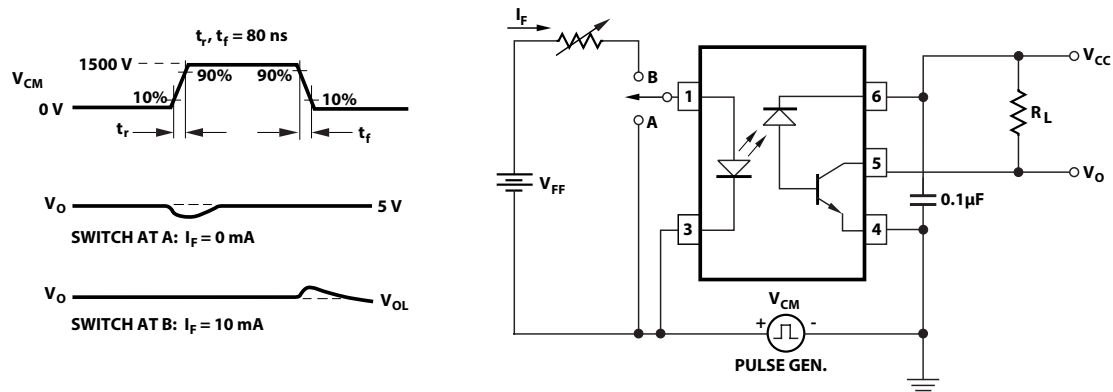 t_r, t_f = 80 ns
V_CM
1500 V
90% 90%
10% 10%
0 V
t_r t_f
V_O 5 V
SWITCH AT A: I_F = 0 mA
V_O V_OL
SWITCH AT B: I_F = 10 mA
I_F
B
A
V_FF
1
3
6
5
4
V_CC
R_L
V_O
0.1µF
V_CM
+ -
PULSE GEN.